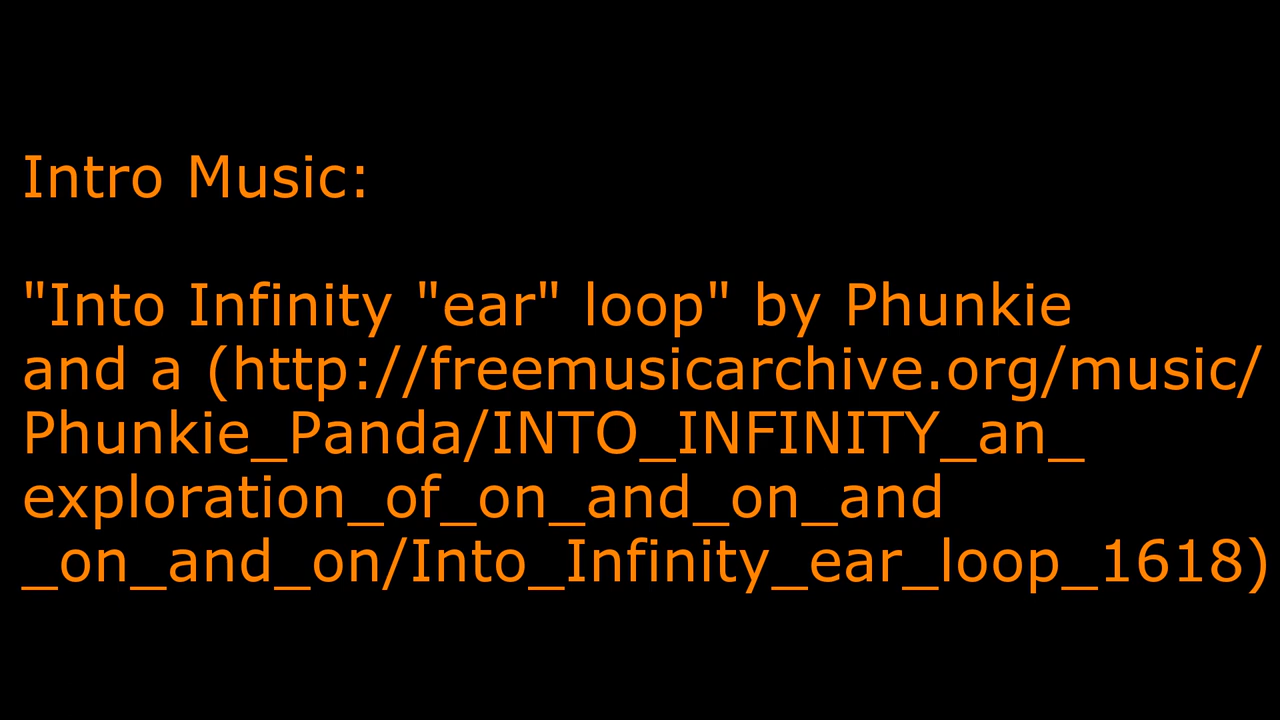 Intro Music:
"Into Infinity "ear" loop" by Phunkie
and a (http://freemusicarchive.org/music/
Phunkie_Panda/INTO_INFINITY_an_
exploration_of_on_and_on_and
_on_and_on/Into_Infinity_ear_loop_1618)